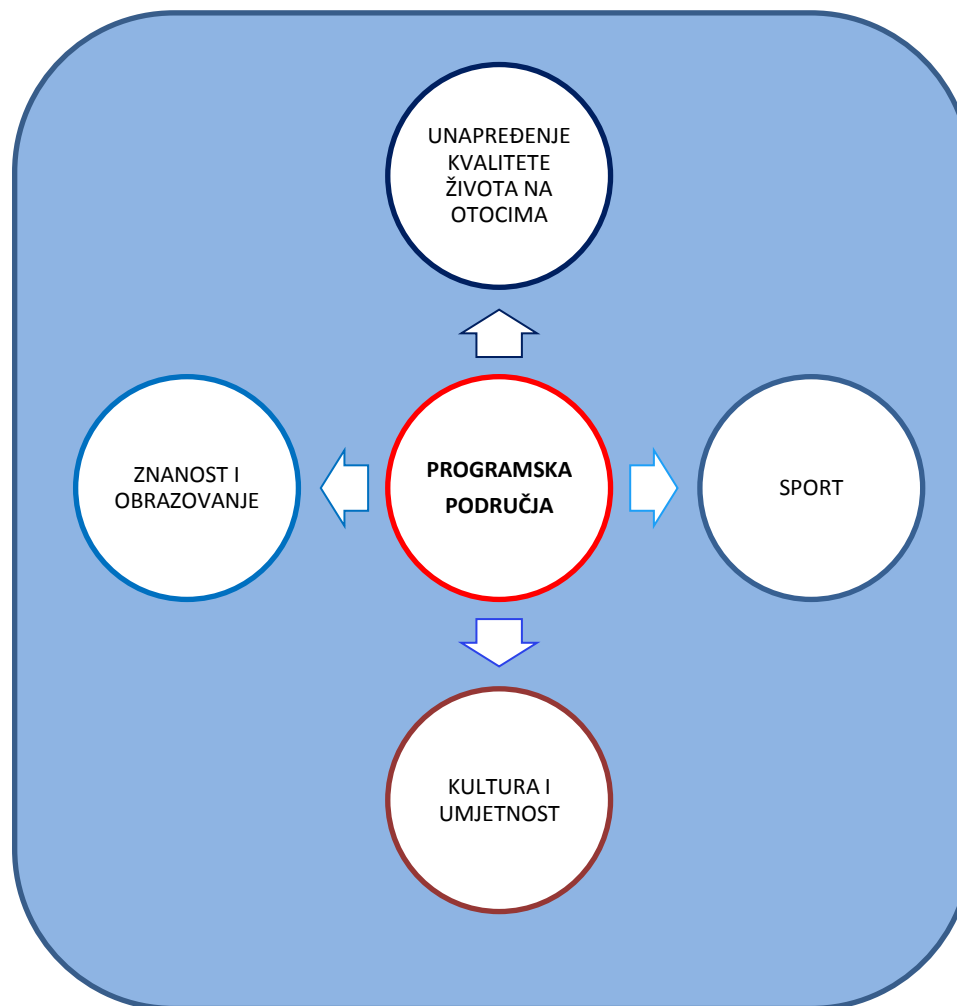 UNAPREĐENJE
KVALITETE
ŽIVOTA NA
OTOCIMA
ZNANOST I
OBRAZOVANJE
PROGRAMSKA
PODRUČJA
SPORT
KULTURA I
UMJETNOST